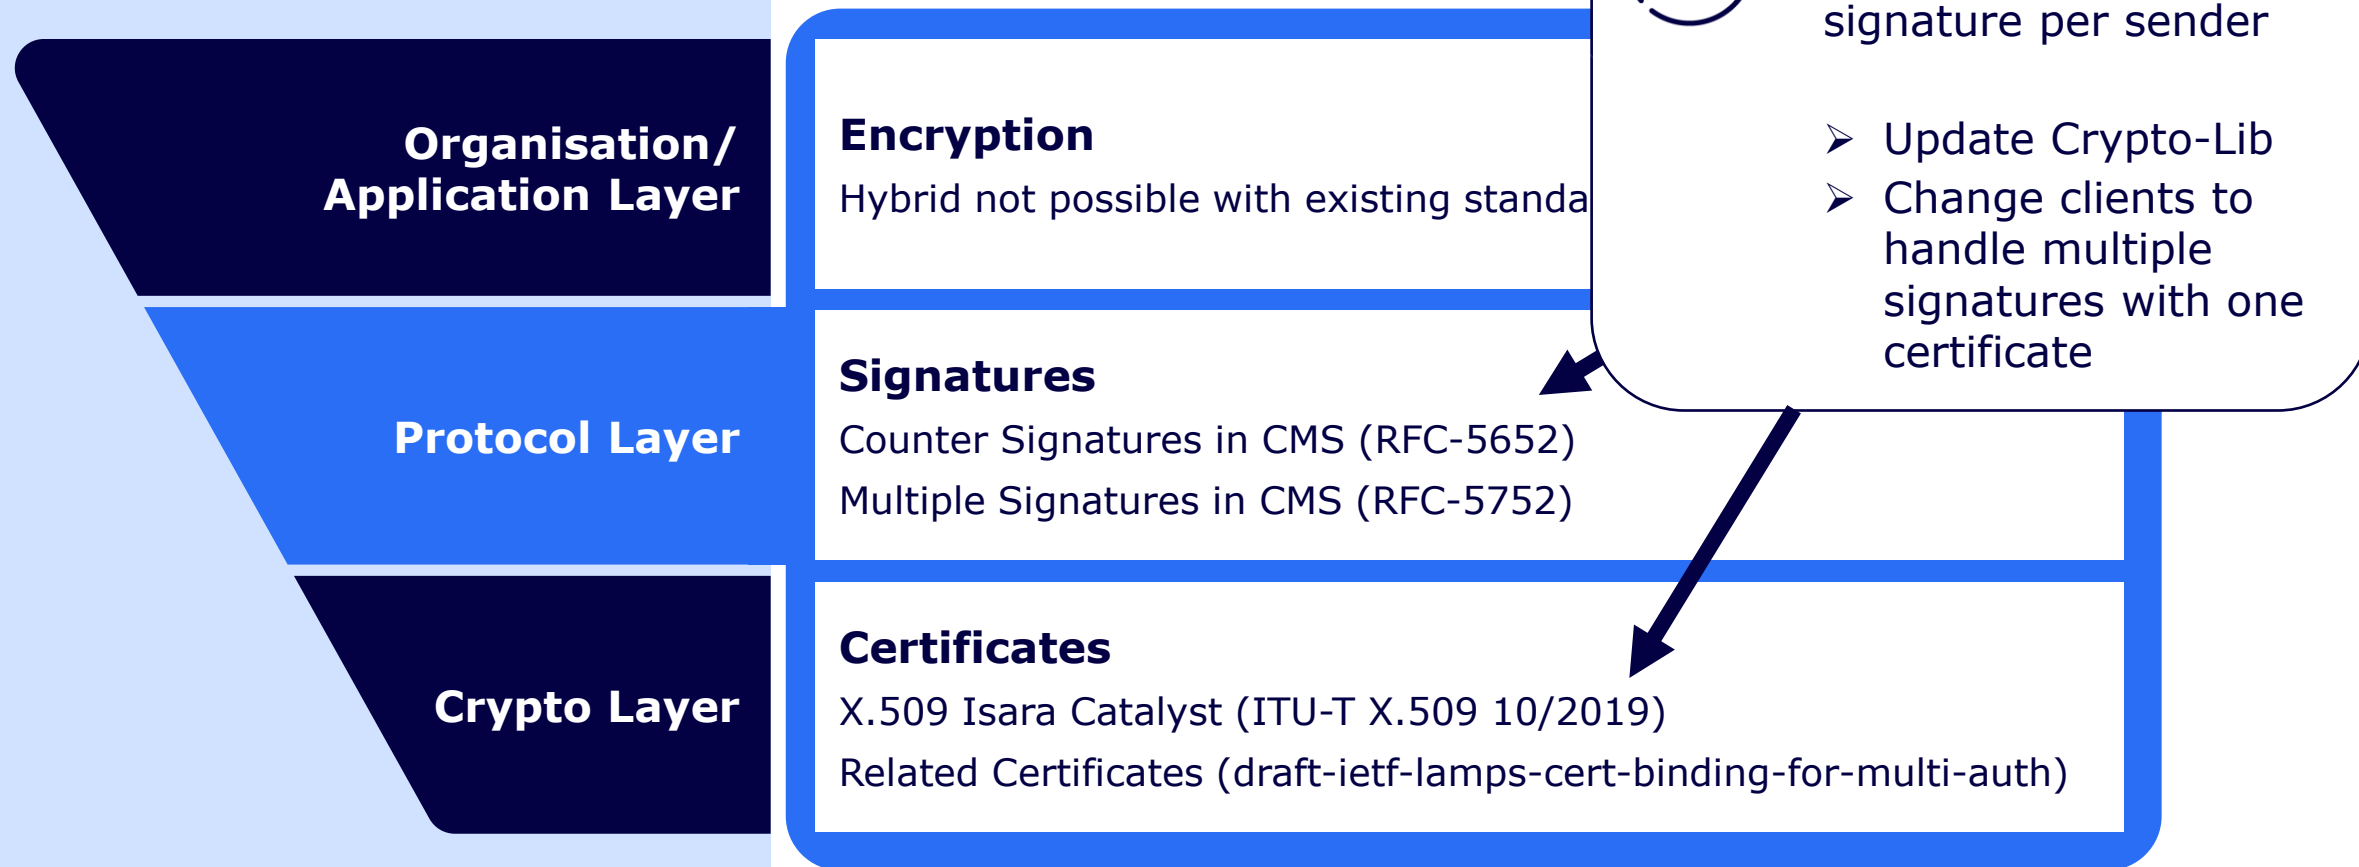 Organisation/
Application Layer
Protocol Layer
Crypto Layer
Encryption
Hybrid not possible with existing standa
Signatures
Counter Signatures in CMS (RFC-5652)
Multiple Signatures in CMS (RFC-5752)
Certificates
X.509 Isara Catalyst (ITU-T X.509 10/2019)
Related Certificates (draft-ietf-lamps-cert-binding-for-multi-auth)
signature per sender
➢ Update Crypto-Lib
➢ Change clients to
handle multiple
signatures with one
certificate